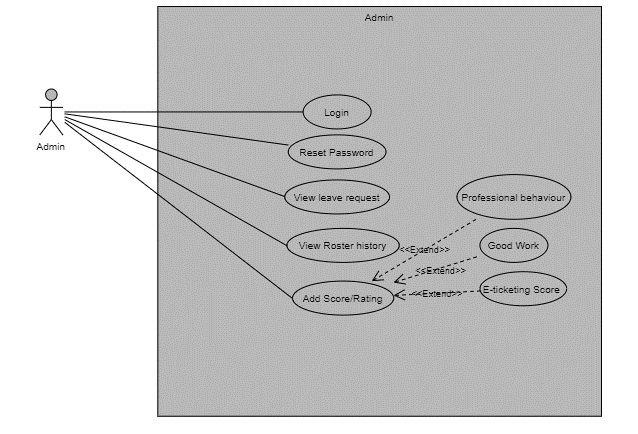 Admin
Admin
Login
Reset Password
View leave request
Professional behaviour
View Roster history
<<Extend>>
Good Work
<<Extend>>
Add Score/Rating
<<Extend>>
E-ticketing Score